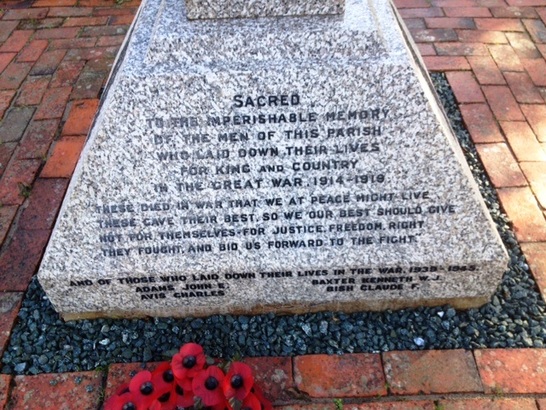 SACRED
TO THE IMPERISHABLE MEMORY
OF THE MEN OF THIS PARISH
WHO LAID DOWN THEIR LIVES
FOR KING AND COUNTRY
IN THE GREAT WAR, 1914-1919.
"THESE DIED IN WAR THAT WE AT PEACE MIGHT LIVE
THESE GAVE THEIR BEST, SO WE OUR BEST SHOULD GIVE
NOT FOR THEMSELVES-FOR JUSTICE, FREEDOM, RIGHT
THEY FOUGHT, AND BID US FORWARD TO THE FIGHT."
AND OF THOSE WHO LAID DOWN THEIR LIVES IN THE WAR, 1939-1945.
ADAMS JOHN E. BAXTER KENNETH W. J.
AVIS CHARLES BISH CLAUDE T.